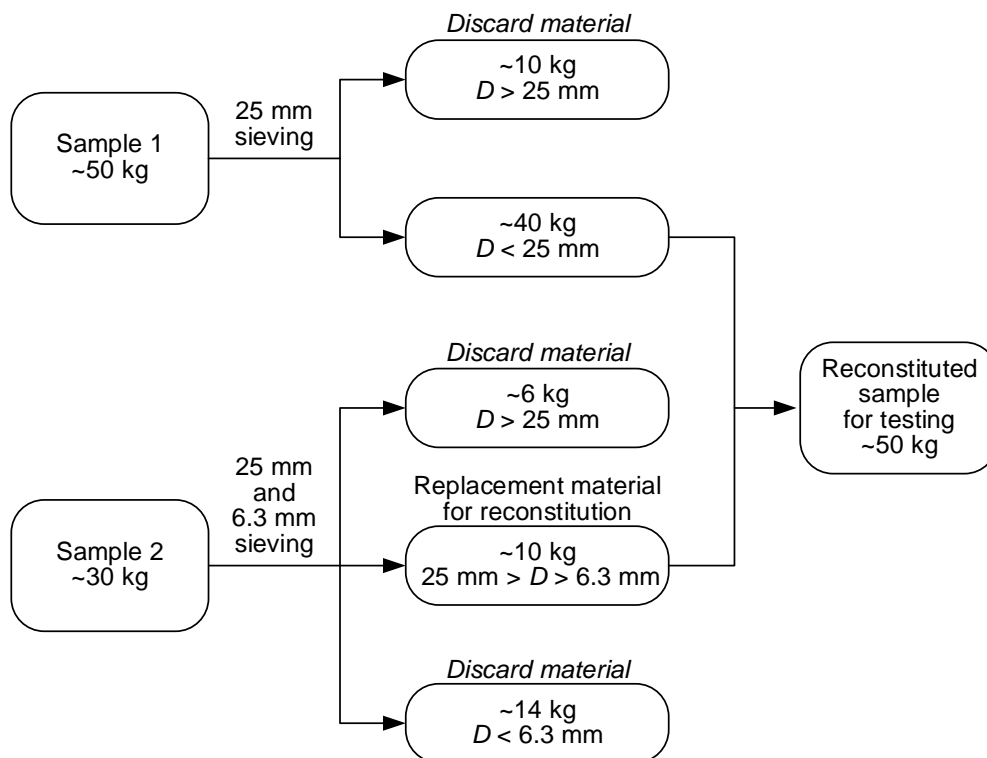 Discard material
~10 kg
D > 25 mm
Sample 1
~50 kg
25 mm
sieving
~40 kg
D < 25 mm
Discard material
~6 kg
D > 25 mm
Reconstituted
sample
for testing
~50 kg
25 mm
and
6.3 mm
sieving
Sample 2
~30 kg
Replacement material
for reconstitution
~10 kg
25 mm > D > 6.3 mm
Discard material
~14 kg
D < 6.3 mm